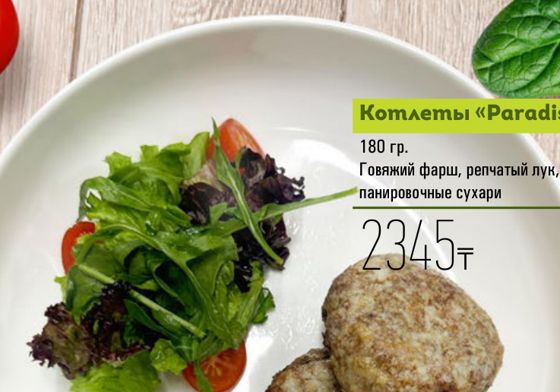 Котлеты «Paradis
180 гр.
Говяжий фарш, репчатый лук,
панировочные сухари
2345₸